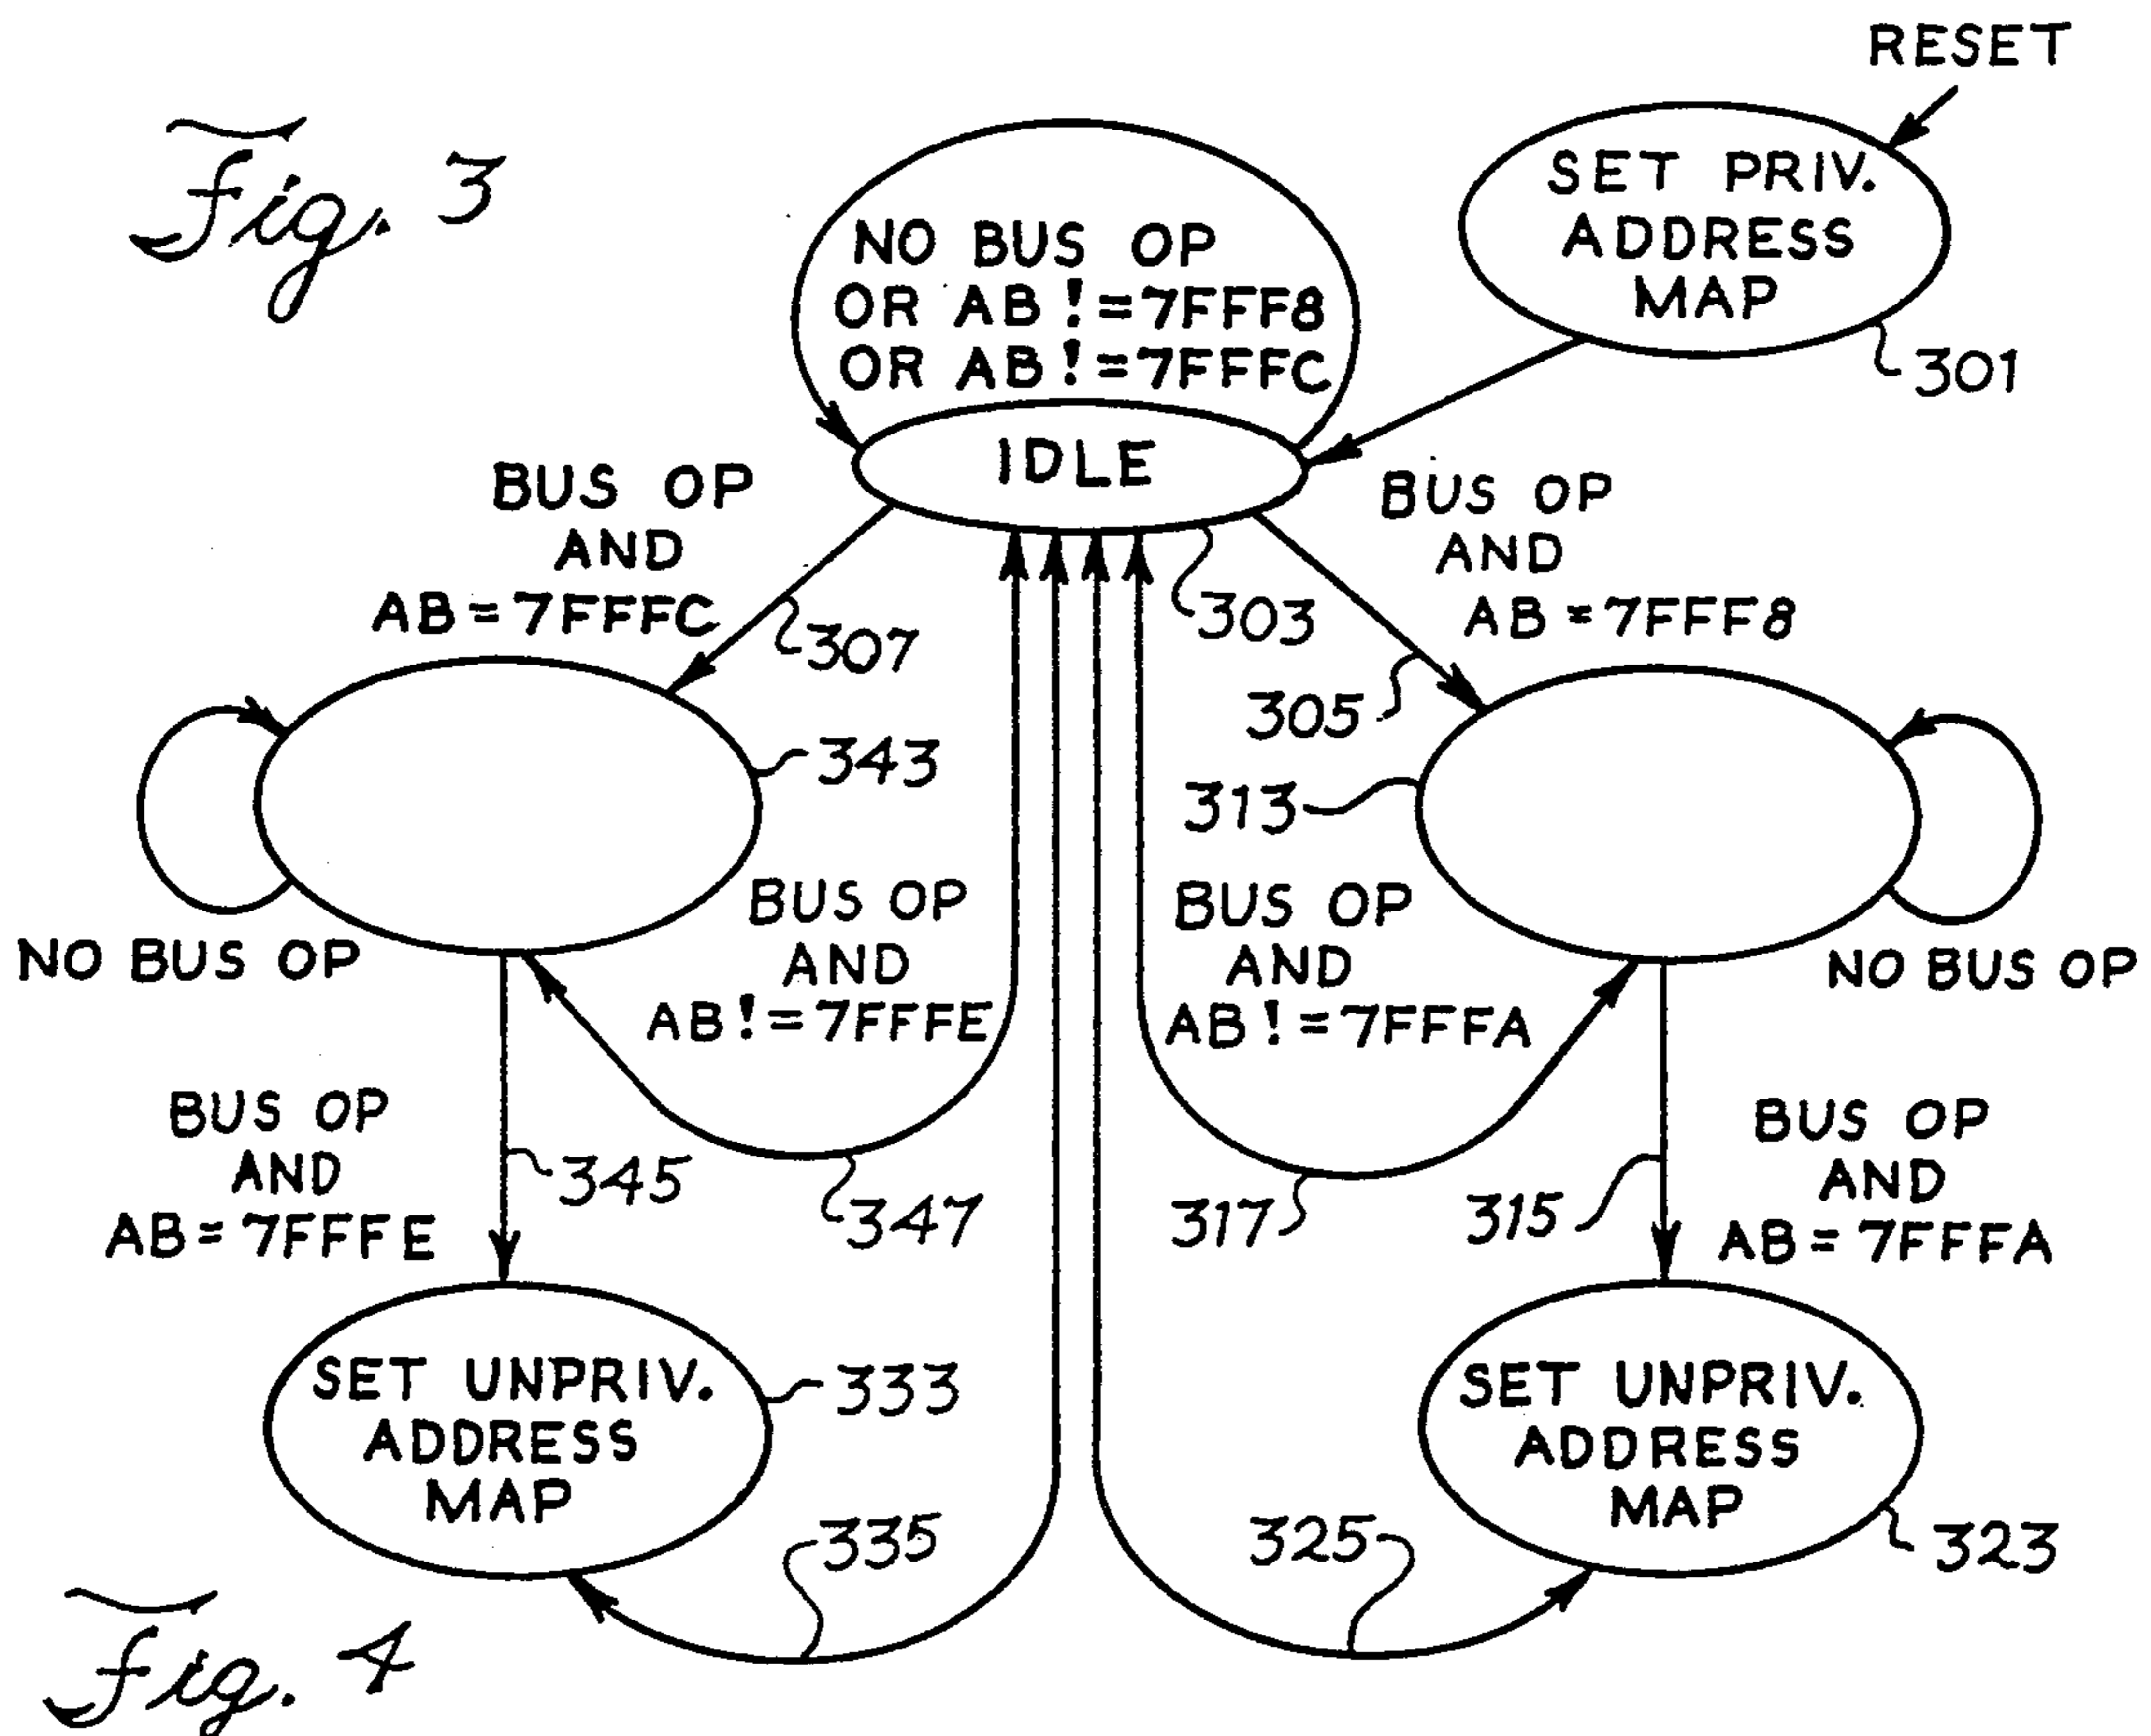 Fig. 3
RESET
SET PRIV.
ADDRESS
MAP
301
NO BUS OP
OR AB!=7FFF8
OR AB!=7FFFC
IDLE
303
BUS OP
AND
AB=7FFFC
307
BUS OP
AND
AB=7FFF8
305
343
313
NO BUS OP
BUS OP
AND
AB!=7FFFE
BUS OP
AND
AB!=7FFFA
NO BUS OP
BUS OP
AND
AB=7FFFE
345
347
317
315
BUS OP
AND
AB=7FFFA
SET UNPRIV.
ADDRESS
MAP
333
335
SET UNPRIV.
ADDRESS
MAP
323
325
Fig. 4